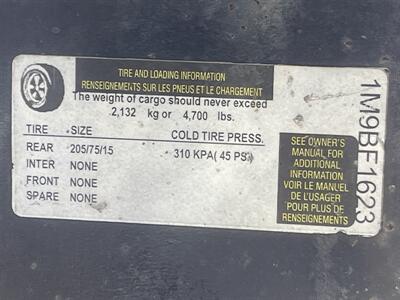 TIRE AND LOADING INFORMATION
RENSEIGNEMENTS SUR LES PNEUS ET LE CHARGEMENT
The weight of cargo should never exceed
2,132 kg or 4,700 lbs.
TIRE SIZE COLD TIRE PRESS.
REAR 205/75/15 310 KPA( 45 PSI)
INTER NONE
FRONT NONE
SPARE NONE
SEE OWNER'S
MANUAL FOR
ADDITIONAL
INFORMATION
VOIR LE MANUEL
DE L'USAGER
POUR PLUS DE
RENSEIGNEMENTS
1M9BF1623